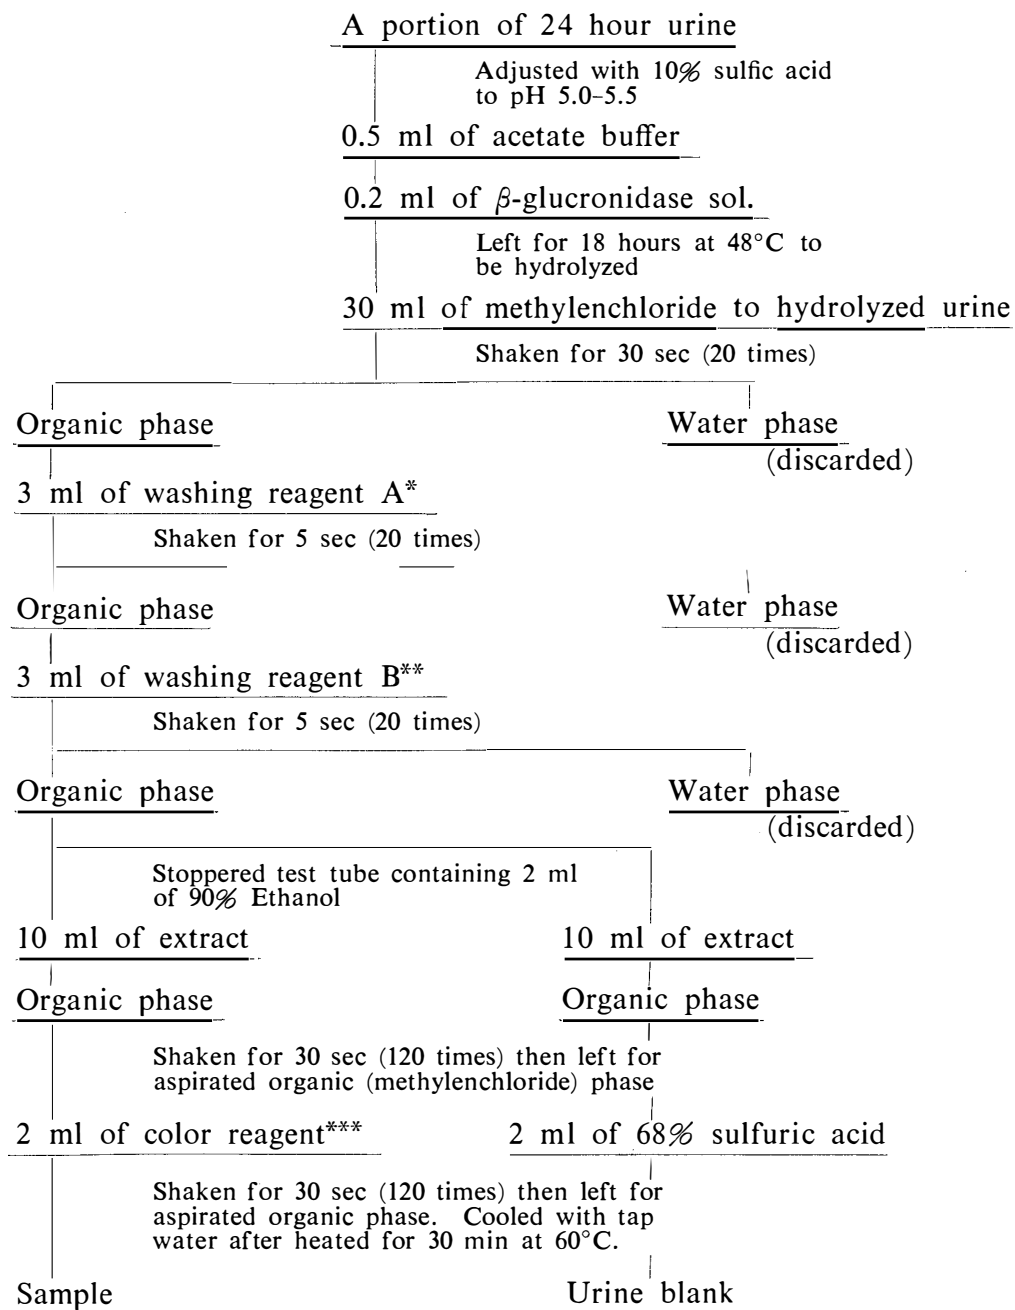 A portion of 24 hour urine
Adjusted with 10% sulfic acid
to pH 5.0–5.5
0.5 ml of acetate buffer
0.2 ml of β-glucronidase sol.
Left for 18 hours at 48°C to
be hydrolyzed
30 ml of methylenchloride to hydrolyzed urine
Shaken for 30 sec (20 times)
Organic phase Water phase
(discarded)
3 ml of washing reagent A*
Shaken for 5 sec (20 times)
Organic phase Water phase
(discarded)
3 ml of washing reagent B**
Shaken for 5 sec (20 times)
Organic phase Water phase
(discarded)
Stoppered test tube containing 2 ml
of 90% Ethanol
10 ml of extract 10 ml of extract
Organic phase Organic phase
Shaken for 30 sec (120 times) then left for
aspirated organic (methylenchloride) phase
2 ml of color reagent*** 2 ml of 68% sulfuric acid
Shaken for 30 sec (120 times) then left for
aspirated organic phase. Cooled with tap
water after heated for 30 min at 60°C.
Sample Urine blank